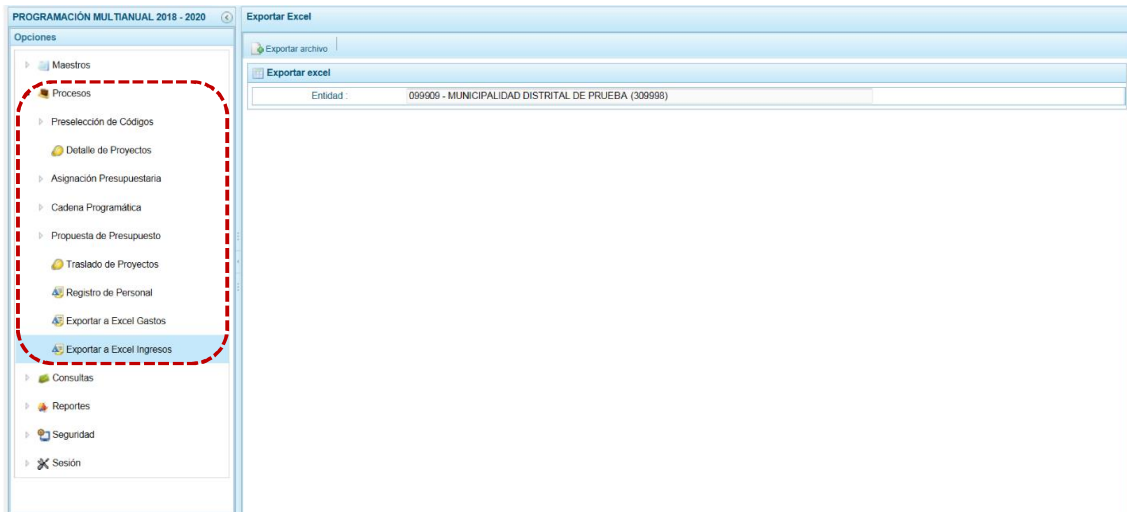 PROGRAMACIÓN MULTIANUAL 2018 - 2020
Opciones
Maestros
Procesos
Preselección de Códigos
Detalle de Proyectos
Asignación Presupuestaria
Cadena Programática
Propuesta de Presupuesto
Traslado de Proyectos
Registro de Personal
Exportar a Excel Gastos
Exportar a Excel Ingresos
Consultas
Reportes
Seguridad
Sesión
Exportar Excel
Exportar archivo
Exportar excel
Entidad : 099909 - MUNICIPALIDAD DISTRITAL DE PRUEBA (309998)